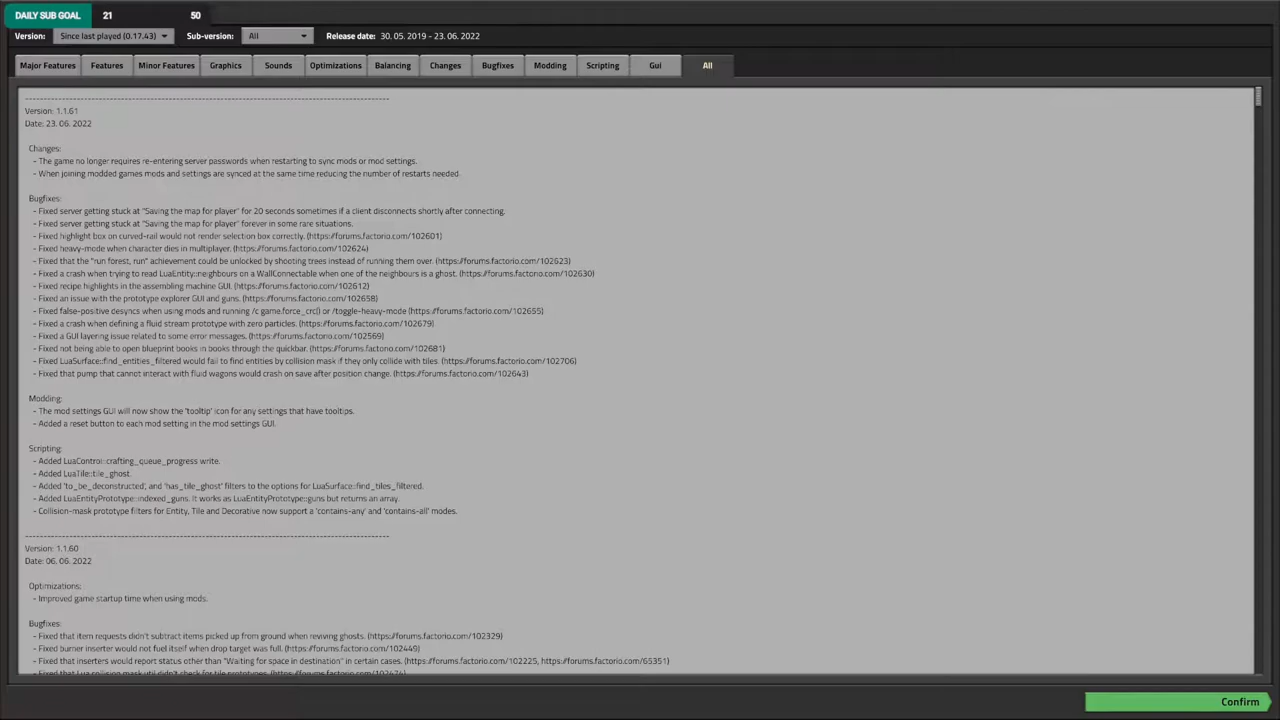 DAILY SUB GOAL 21 50
Version: Since last played (0.17.43) Sub-version: All Release date: 30. 05. 2019 - 23. 06. 2022
Major Features Features Minor Features Graphics Sounds Optimizations Balancing Changes Bugfixes Modding Scripting Gui All
---------------------------------------------------------------------------------------------------
Version: 1.1.61
Date: 23. 06. 2022
Changes:
- The game no longer requires re-entering server passwords when restarting to sync mods or mod settings.
- When joining modded games mods and settings are synced at the same time reducing the number of restarts needed.
Bugfixes:
- Fixed server getting stuck at "Saving the map for player" for 20 seconds sometimes if a client disconnects shortly after connecting.
- Fixed server getting stuck at "Saving the map for player" forever in some rare situations.
- Fixed highlight box on curved-rail would not render selection box correctly. (https://forums.factorio.com/102601)
- Fixed heavy-mode when character dies in multiplayer. (https://forums.factorio.com/102624)
- Fixed that the "run forest, run" achievement could be unlocked by shooting trees instead of running them over. (https://forums.factorio.com/102623)
- Fixed a crash when trying to read LuaEntity::neighbours on a WallConnectable when one of the neighbours is a ghost. (https://forums.factorio.com/102630)
- Fixed recipe highlights in the assembling machine GUI. (https://forums.factorio.com/102612)
- Fixed an issue with the prototype explorer GUI and guns. (https://forums.factorio.com/102658)
- Fixed false-positive desyncs when using mods and running /c game.force_crc() or /toggle-heavy-mode (https://forums.factorio.com/102655)
- Fixed a crash when defining a fluid stream prototype with zero particles. (https://forums.factorio.com/102679)
- Fixed a GUI layering issue related to some error messages. (https://forums.factorio.com/102569)
- Fixed not being able to open blueprint books in books through the quickbar. (https://forums.factorio.com/102681)
- Fixed LuaSurface::find_entities_filtered would fail to find entities by collision mask if they only collide with tiles. (https://forums.factorio.com/102706)
- Fixed that pump that cannot interact with fluid wagons would crash on save after position change. (https://forums.factorio.com/102643)
Modding:
- The mod settings GUI will now show the 'tooltip' icon for any settings that have tooltips.
- Added a reset button to each mod setting in the mod settings GUI.
Scripting:
- Added LuaControl::crafting_queue_progress write.
- Added LuaTile::tile_ghost.
- Added 'to_be_deconstructed', and 'has_tile_ghost' filters to the options for LuaSurface::find_tiles_filtered.
- Added LuaEntityPrototype::indexed_guns. It works as LuaEntityPrototype::guns but returns an array.
- Collision-mask prototype filters for Entity, Tile and Decorative now support a 'contains-any' and 'contains-all' modes.
---------------------------------------------------------------------------------------------------
Version: 1.1.60
Date: 06. 06. 2022
Optimizations:
- Improved game startup time when using mods.
Bugfixes:
- Fixed that item requests didn't subtract items picked up from ground when reviving ghosts. (https://forums.factorio.com/102329)
- Fixed burner inserter would not fuel itself when drop target was full. (https://forums.factorio.com/102449)
- Fixed that inserters would report status other than "Waiting for space in destination" in certain cases. (https://forums.factorio.com/102225, https://forums.factorio.com/65351)
- Fixed that Lua collision mask util didn't check for tile prototypes. (https://forums.factorio.com/102474)
Confirm